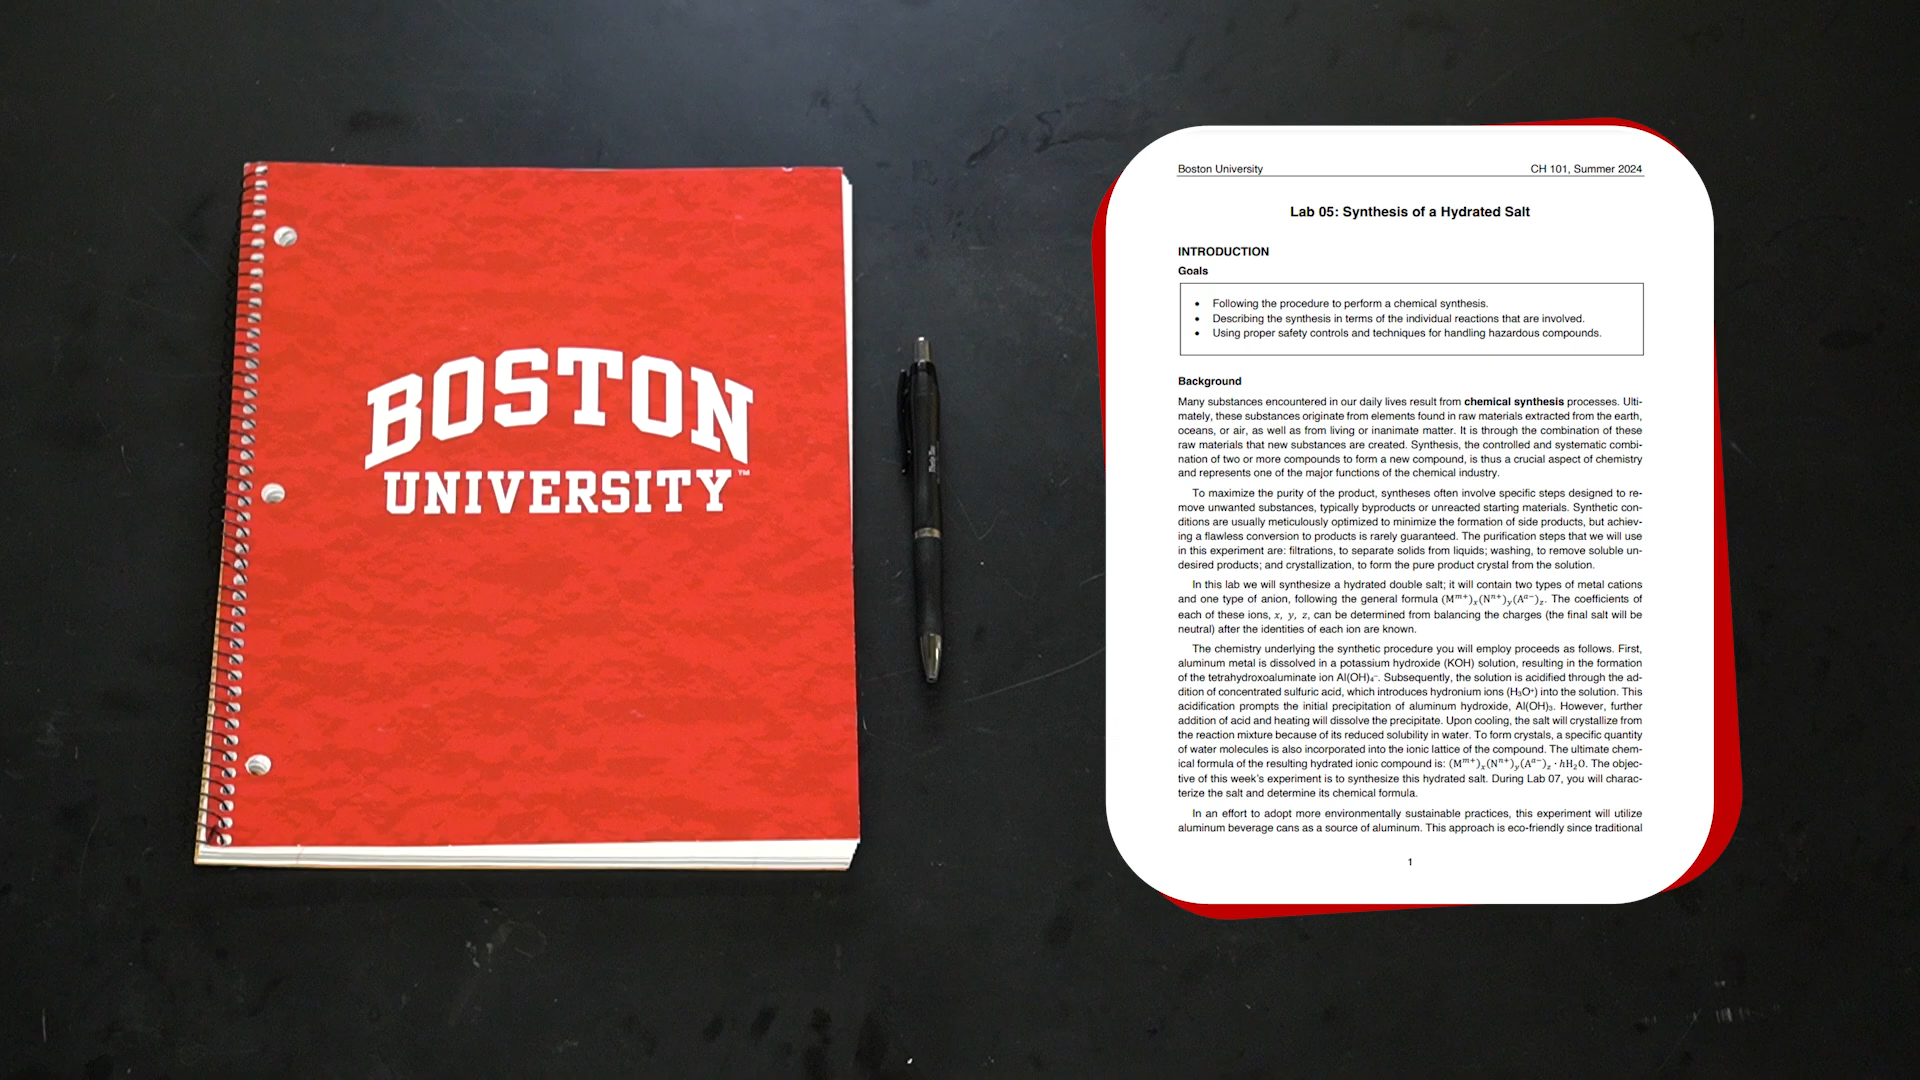 BOSTON
UNIVERSITY™
Boston University CH 101, Summer 2024
Lab 05: Synthesis of a Hydrated Salt
INTRODUCTION
Goals
• Following the procedure to perform a chemical synthesis.
• Describing the synthesis in terms of the individual reactions that are involved.
• Using proper safety controls and techniques for handling hazardous compounds.
Background
Many substances encountered in our daily lives result from chemical synthesis processes. Ulti-
mately, these substances originate from elements found in raw materials extracted from the earth,
oceans, or air, as well as from living or inanimate matter. It is through the combination of these
raw materials that new substances are created. Synthesis, the controlled and systematic combi-
nation of two or more compounds to form a new compound, is thus a crucial aspect of chemistry
and represents one of the major functions of the chemical industry.
To maximize the purity of the product, syntheses often involve specific steps designed to re-
move unwanted substances, typically byproducts or unreacted starting materials. Synthetic con-
ditions are usually meticulously optimized to minimize the formation of side products, but achiev-
ing a flawless conversion to products is rarely guaranteed. The purification steps that we will use
in this experiment are: filtrations, to separate solids from liquids; washing, to remove soluble un-
desired products; and crystallization, to form the pure product crystal from the solution.
In this lab we will synthesize a hydrated double salt; it will contain two types of metal cations
and one type of anion, following the general formula (Mᵐ⁺)ₓ(Nⁿ⁺)ᵧ(Aᵃ⁻)_z. The coefficients of
each of these ions, x, y, z, can be determined from balancing the charges (the final salt will be
neutral) after the identities of each ion are known.
The chemistry underlying the synthetic procedure you will employ proceeds as follows. First,
aluminum metal is dissolved in a potassium hydroxide (KOH) solution, resulting in the formation
of the tetrahydroxoaluminate ion Al(OH)₄⁻. Subsequently, the solution is acidified through the ad-
dition of concentrated sulfuric acid, which introduces hydronium ions (H₃O⁺) into the solution. This
acidification prompts the initial precipitation of aluminum hydroxide, Al(OH)₃. However, further
addition of acid and heating will dissolve the precipitate. Upon cooling, the salt will crystallize from
the reaction mixture because of its reduced solubility in water. To form crystals, a specific quantity
of water molecules is also incorporated into the ionic lattice of the compound. The ultimate chem-
ical formula of the resulting hydrated ionic compound is: (Mᵐ⁺)ₓ(Nⁿ⁺)ᵧ(Aᵃ⁻)_z · hH₂O. The objec-
tive of this week's experiment is to synthesize this hydrated salt. During Lab 07, you will charac-
terize the salt and determine its chemical formula.
In an effort to adopt more environmentally sustainable practices, this experiment will utilize
aluminum beverage cans as a source of aluminum. This approach is eco-friendly since traditional
1